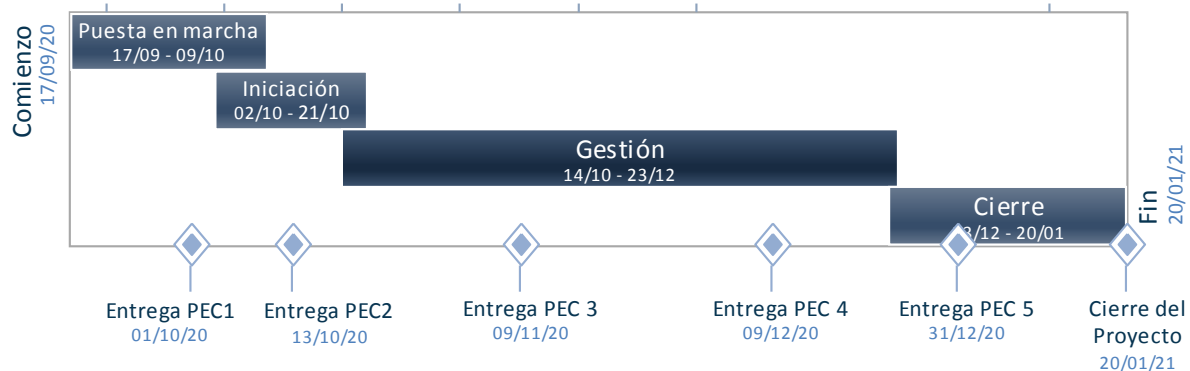 Comienzo
17/09/20
Puesta en marcha
17/09 - 09/10
Iniciación
02/10 - 21/10
Gestión
14/10 - 23/12
Cierre
3/12 - 20/01
Fin
20/01/21
Entrega PEC1
01/10/20
Entrega PEC2
13/10/20
Entrega PEC 3
09/11/20
Entrega PEC 4
09/12/20
Entrega PEC 5
31/12/20
Cierre del
Proyecto
20/01/21